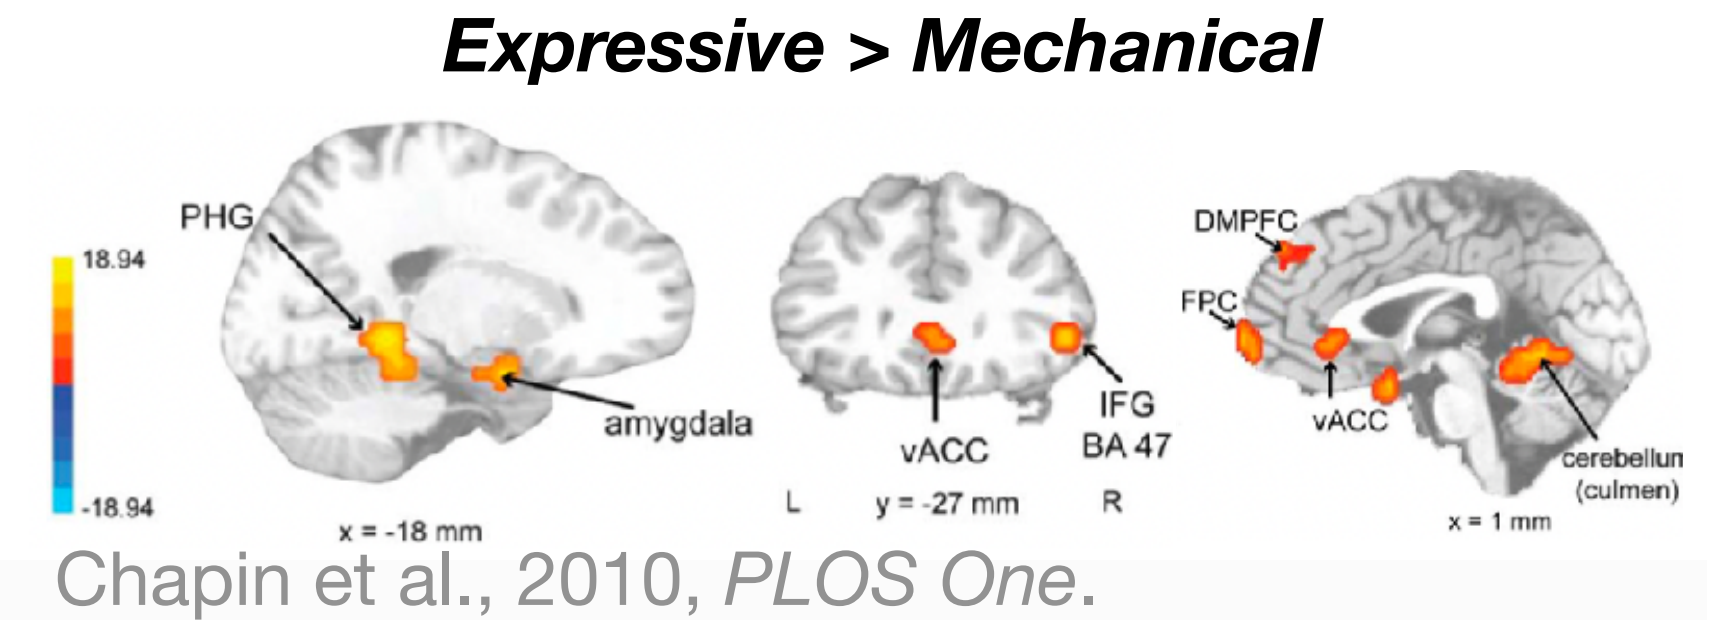 Expressive > Mechanical
PHG
18.94
-18.94
amygdala
x = -18 mm
vACC
IFG
BA 47
L
y = -27 mm
R
DMPFC
FPC
vACC
cerebellun
(culmen)
x = 1 mm
Chapin et al., 2010, PLOS One.